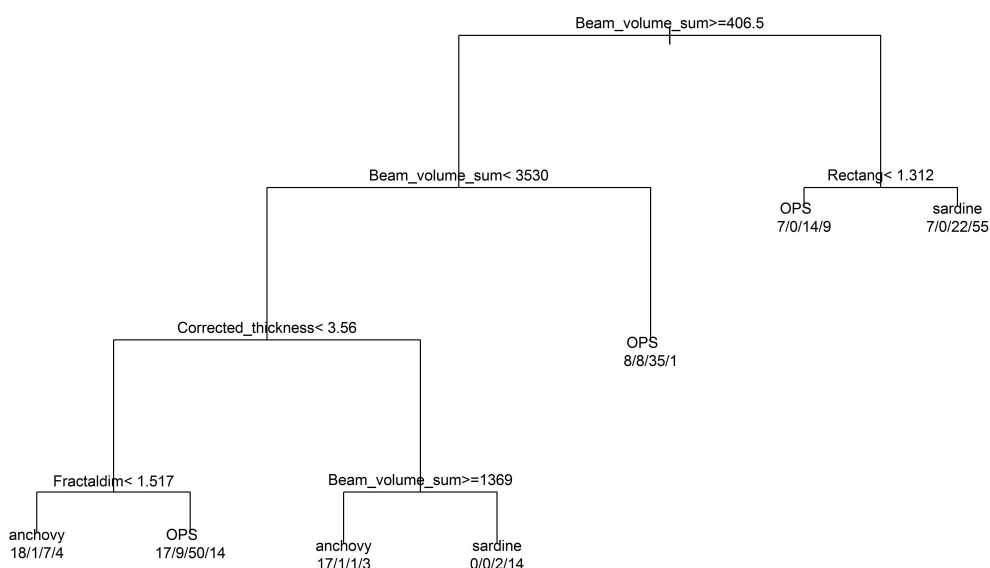 Beam_volume_sum>=406.5
Beam_volume_sum< 3530
Rectang< 1.312
OPS
7/0/14/9
sardine
7/0/22/55
Corrected_thickness< 3.56
OPS
8/8/35/1
Fractaldim< 1.517
Beam_volume_sum>=1369
anchovy
18/1/7/4
OPS
17/9/50/14
anchovy
17/1/1/3
sardine
0/0/2/14